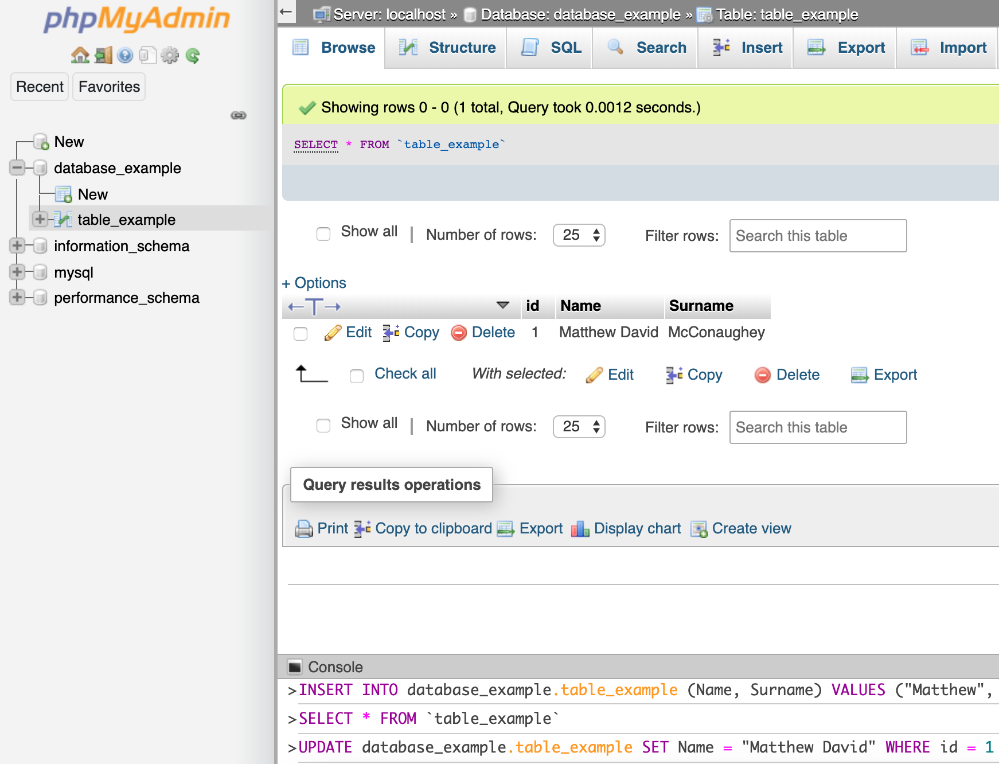 phpMyAdmin
Recent Favorites
New
database_example
New
table_example
information_schema
mysql
performance_schema
Server: localhost » Database: database_example » Table: table_example
Browse Structure SQL Search Insert Export Import
Showing rows 0 - 0 (1 total, Query took 0.0012 seconds.)
SELECT * FROM `table_example`
Show all | Number of rows: 25 Filter rows: Search this table
+ Options
←T→ id Name Surname
Edit Copy Delete 1 Matthew David McConaughey
Check all With selected: Edit Copy Delete Export
Show all | Number of rows: 25 Filter rows: Search this table
Query results operations
Print Copy to clipboard Export Display chart Create view
Console
>INSERT INTO database_example.table_example (Name, Surname) VALUES ("Matthew",
>SELECT * FROM `table_example`
>UPDATE database_example.table_example SET Name = "Matthew David" WHERE id = 1